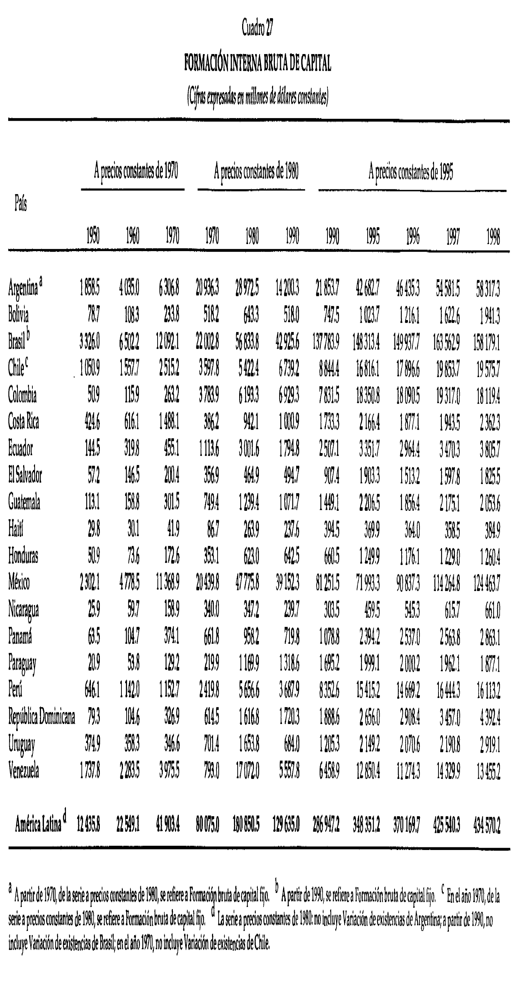 Cuadro 27
FORMACIÓN INTERNA BRUTA DE CAPITAL
(Cifras expresadas en millones de dólares constantes)
A precios constantes de 1970 A precios constantes de 1980 A precios constantes de 1995
País
1950 1960 1970 1970 1980 1990 1990 1995 1996 1997 1998
Argentina a 1 858.5 4 035.0 6 306.8 20 936.3 28 972.5 14 200.3 21 853.7 42 682.7 46 435.3 54 581.5 58 317.3
Bolivia 78.7 108.3 233.8 518.2 643.3 518.0 747.5 1 023.7 1 216.1 1 622.6 1 941.3
Brasil b 3 326.0 6 502.2 12 092.1 22 002.8 56 833.8 42 925.6 137 783.9 148 313.4 149 937.7 163 562.9 158 179.1
Chile c 1 050.9 1 557.7 2 515.2 3 597.8 5 422.4 6 739.2 8 844.4 16 816.1 17 896.6 19 853.7 19 575.7
Colombia 50.9 115.9 263.2 3 783.9 6 193.3 6 929.3 7 831.5 18 350.8 18 090.5 19 317.0 18 119.4
Costa Rica 424.6 616.1 1 488.1 386.2 942.1 1 000.9 1 733.3 2 166.4 1 877.1 1 943.5 2 362.3
Ecuador 144.5 319.8 455.1 1 113.6 3 001.6 1 794.8 2 507.1 3 351.7 2 964.4 3 470.3 3 805.7
El Salvador 57.2 146.5 200.4 356.9 464.9 494.7 907.4 1 903.3 1 513.2 1 597.8 1 825.5
Guatemala 113.1 158.8 301.5 749.4 1 239.4 1 071.7 1 449.1 2 206.5 1 856.4 2 175.1 2 053.6
Haití 29.8 30.1 41.9 86.7 263.9 237.6 394.5 369.9 364.0 358.5 384.9
Honduras 50.9 73.6 172.6 353.1 623.0 642.5 660.5 1 249.9 1 176.1 1 229.0 1 260.4
México 2 302.1 4 778.5 11 368.9 20 439.8 47 775.8 39 152.3 81 251.5 71 993.3 90 837.3 114 264.8 124 463.7
Nicaragua 25.9 59.7 158.9 340.0 347.2 239.7 303.5 459.5 545.3 615.7 661.0
Panamá 63.5 104.7 374.1 661.8 958.2 719.8 1 078.8 2 394.2 2 537.0 2 563.8 2 863.1
Paraguay 20.9 53.8 129.2 219.9 1 169.9 1 318.6 1 695.2 1 999.1 2 000.2 1 962.1 1 877.1
Perú 646.1 1 142.0 1 152.7 2 419.8 5 656.6 3 687.9 8 352.6 15 415.2 14 669.2 16 444.3 16 113.2
República Dominicana 79.3 104.6 326.9 614.5 1 616.8 1 720.3 1 888.6 2 656.0 2 908.4 3 457.0 4 392.4
Uruguay 374.9 358.3 346.6 701.4 1 653.8 684.0 1 205.3 2 149.2 2 070.6 2 190.8 2 919.1
Venezuela 1 737.8 2 283.5 3 975.5 793.0 17 072.0 5 557.8 6 458.9 12 850.4 11 274.3 14 329.9 13 455.2
América Latina d 12 435.8 22 549.1 41 903.4 80 075.0 180 850.5 129 635.0 286 947.2 348 351.2 370 169.7 425 540.3 434 570.2
a A partir de 1970, de la serie a precios constantes de 1980, se refiere a Formación bruta de capital fijo. b A partir de 1990, se refiere a Formación bruta de capital fijo. c En el año 1970, de la
serie a precios constantes de 1980, se refiere a Formación bruta de capital fijo. d La serie a precios constantes de 1980: no incluye Variación de existencias de Argentina; a partir de 1990, no
incluye Variación de existencias de Brasil; en el año 1970, no incluye Variación de existencias de Chile.